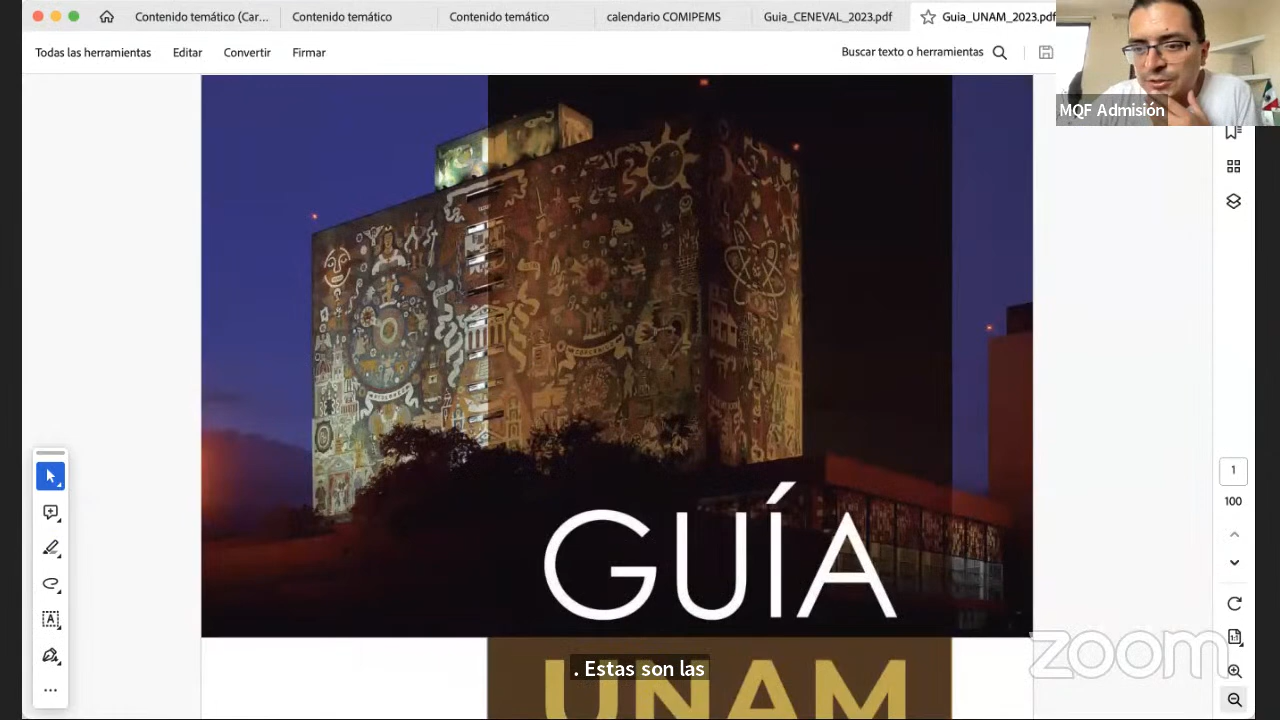 Contenido temático (Car...
Contenido temático
Contenido temático
calendario COMIPEMS
Guia_CENEVAL_2023.pdf
Guia_UNAM_2023.pdf
Todas las herramientas
Editar
Convertir
Firmar
Buscar texto o herramientas
MQF Admisión
1
100
GUÍA
UNAM
. Estas son las
zoom